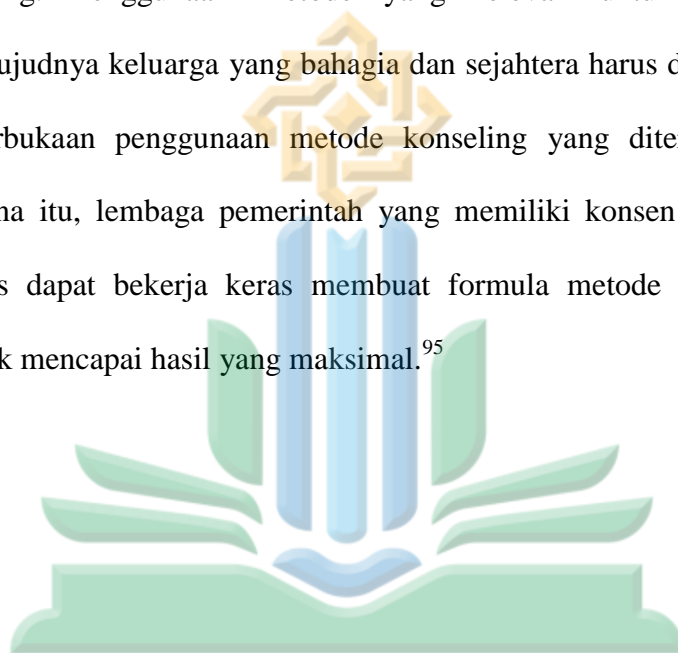 ujudnya keluarga yang bahagia dan sejahtera harus d
rbukaan penggunaan metode konseling yang dite
na itu, lembaga pemerintah yang memiliki konsen
s dapat bekerja keras membuat formula metode
k mencapai hasil yang maksimal.95